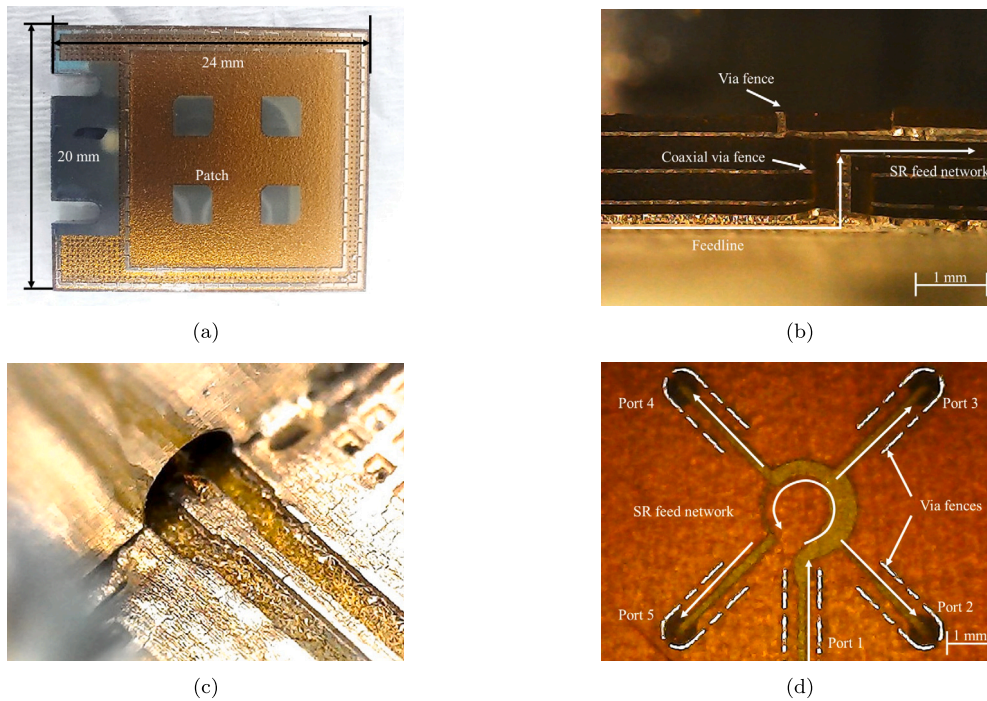 24 mm
20 mm
Patch
(a)
Via fence
Coaxial via fence
SR feed network
Feedline
1 mm
(b)
(c)
Port 4
Port 3
SR feed network
Via fences
Port 5
Port 2
Port 1
1 mm
(d)